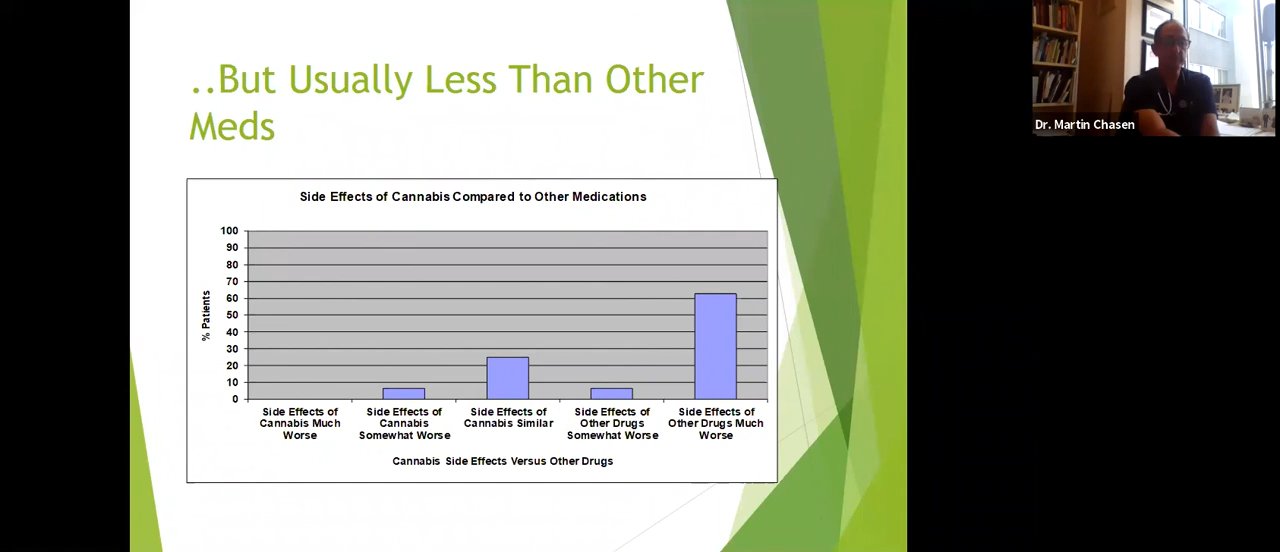 ..But Usually Less Than Other
Meds
Dr. Martin Chasen
Side Effects of Cannabis Compared to Other Medications
100
90
80
70
60
50
40
30
20
10
0
% Patients
Side Effects of
Cannabis Much
Worse
Side Effects of
Cannabis
Somewhat Worse
Side Effects of
Cannabis Similar
Side Effects of
Other Drugs
Somewhat Worse
Side Effects of
Other Drugs Much
Worse
Cannabis Side Effects Versus Other Drugs